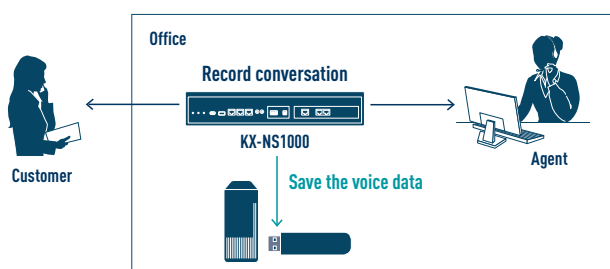 Office
Record conversation
KX-NS1000
Customer
Agent
Save the voice data